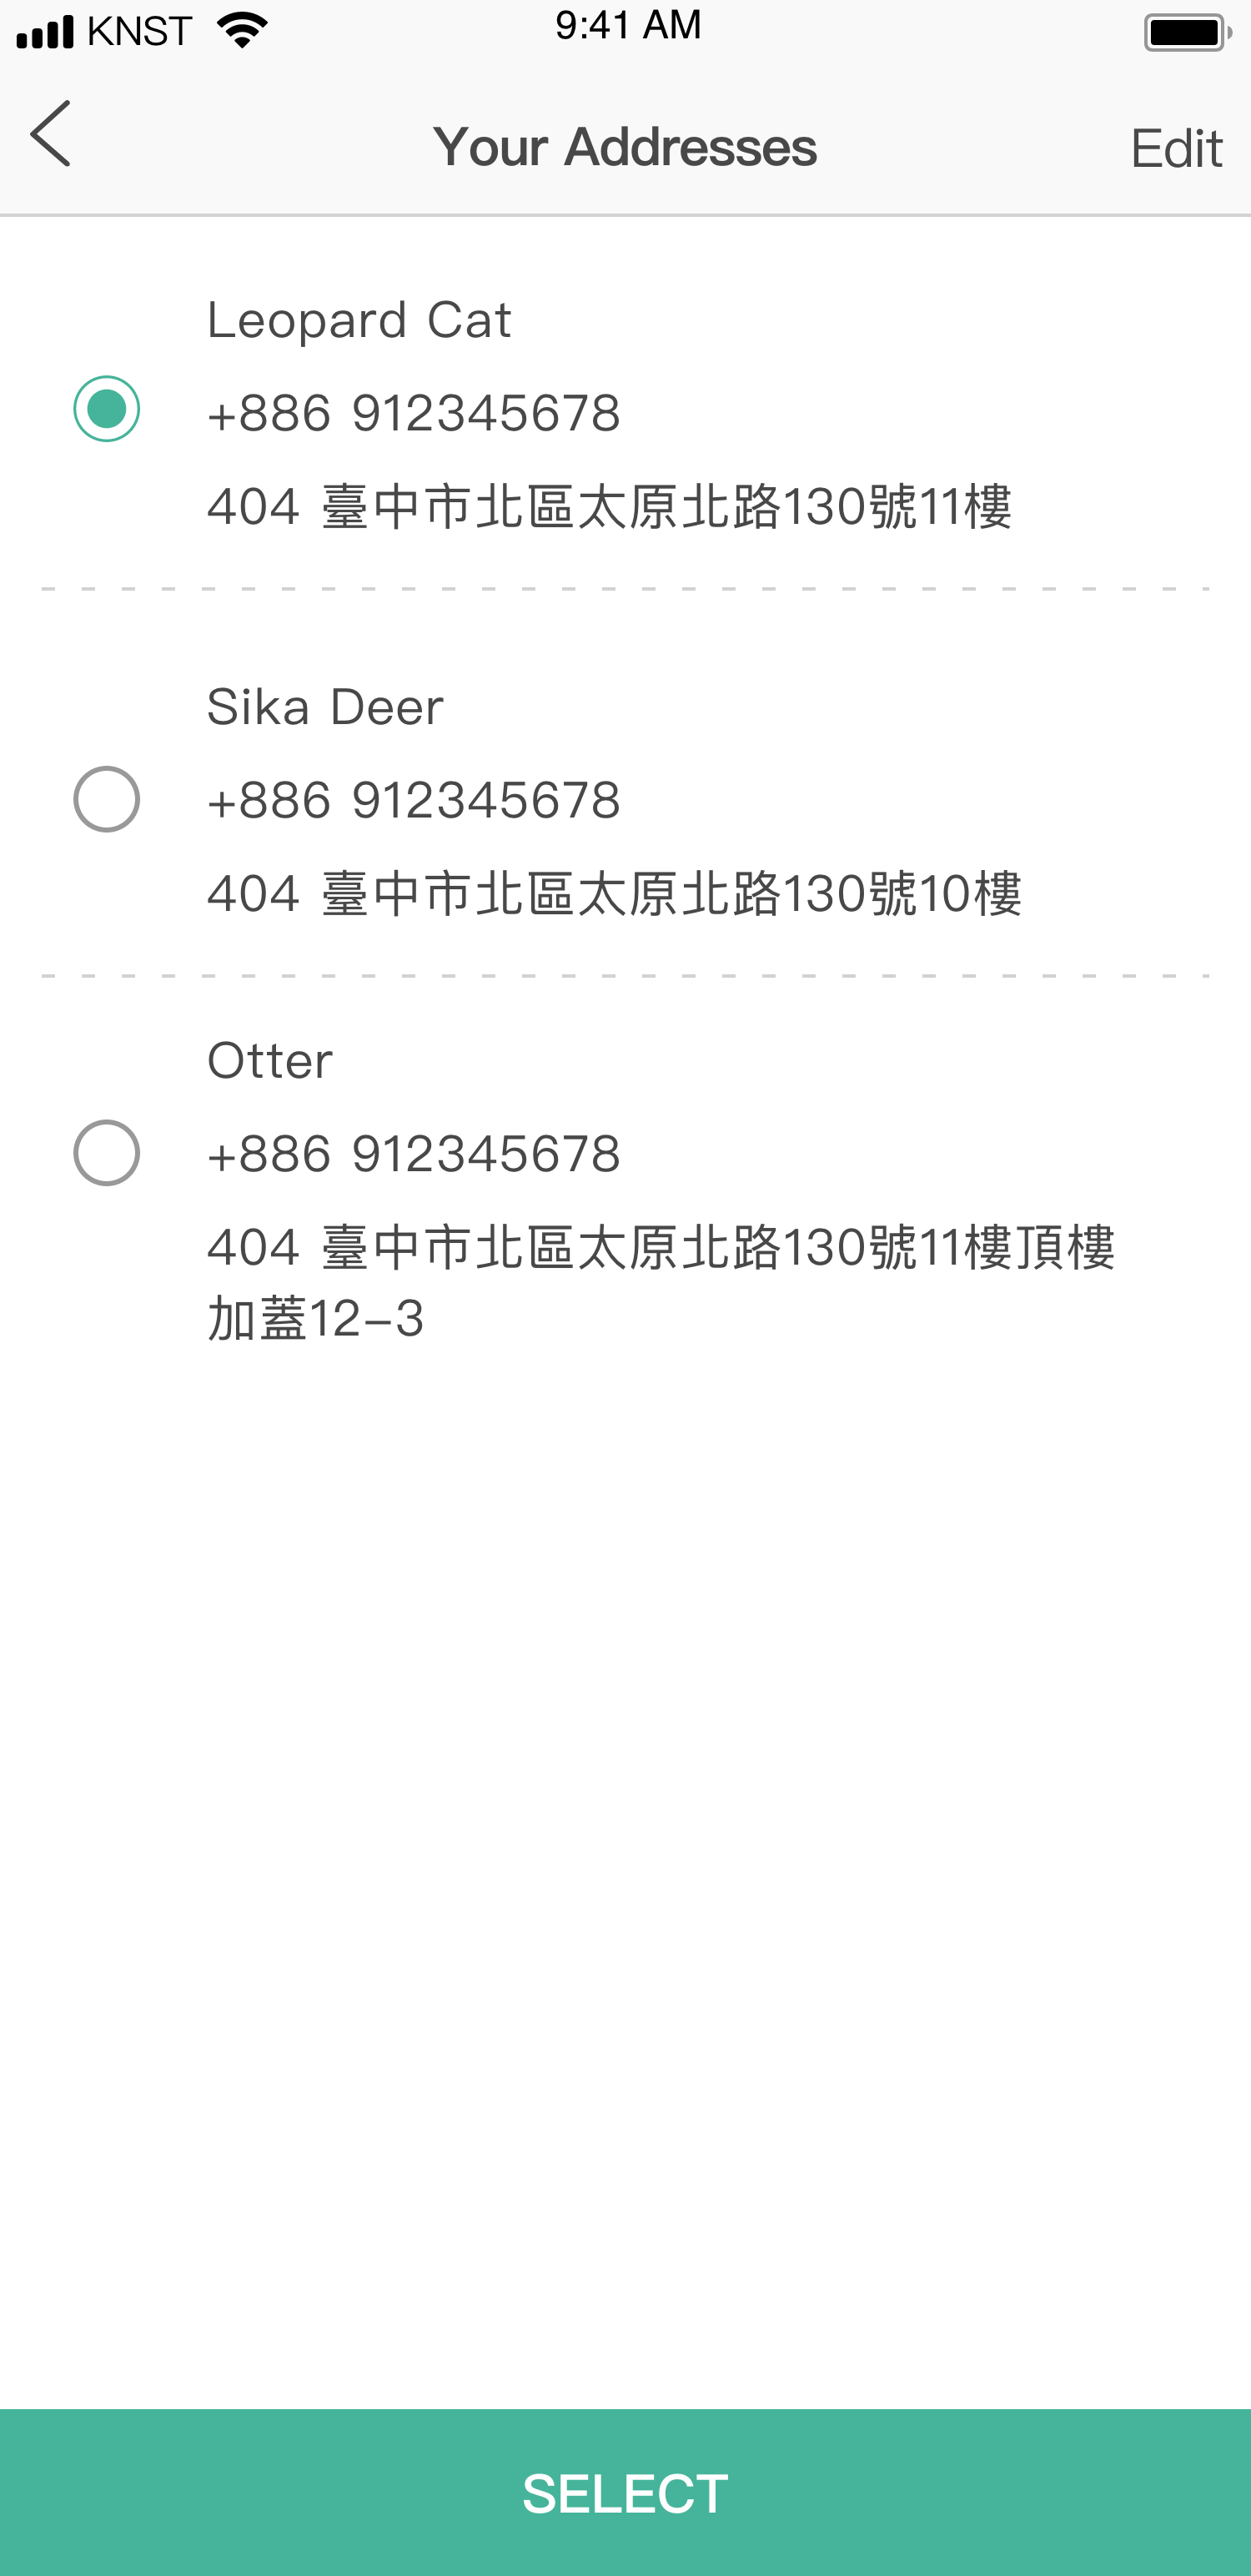 KNST
9:41 AM
Your Addresses
Edit
Leopard Cat
+886 912345678
404 臺中市北區太原北路130號11樓
Sika Deer
+886 912345678
404 臺中市北區太原北路130號10樓
Otter
+886 912345678
404 臺中市北區太原北路130號11樓頂樓
加蓋12-3
SELECT